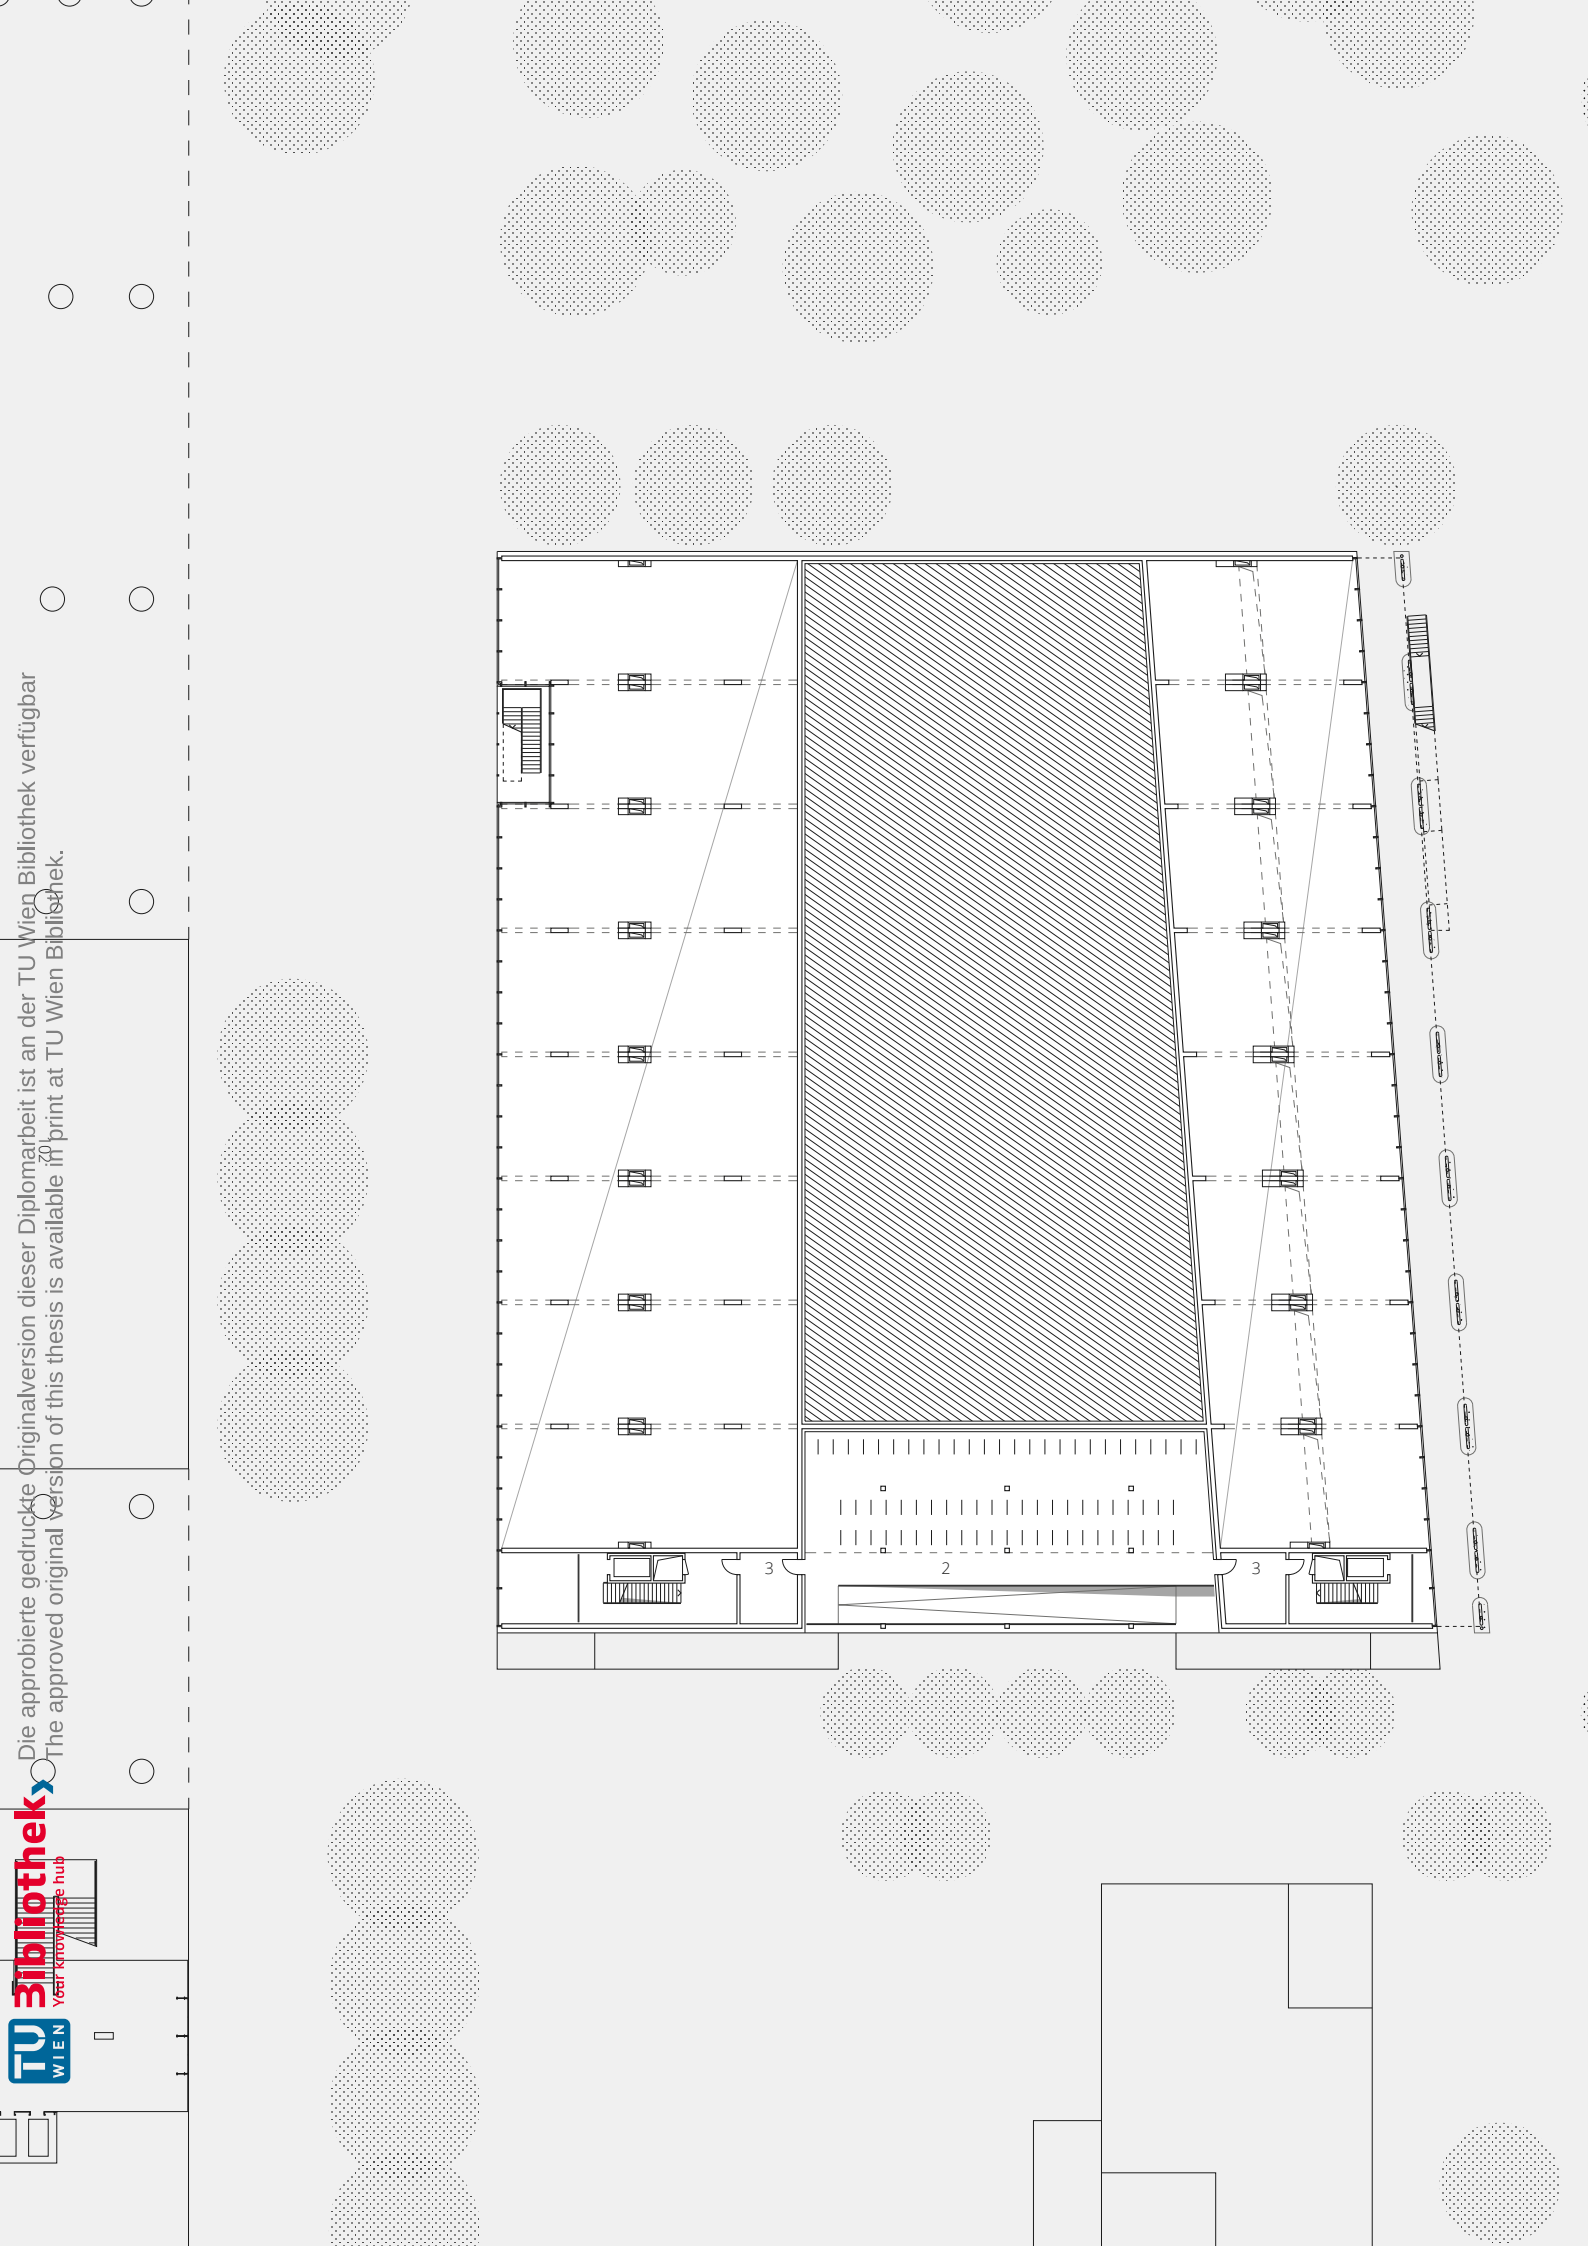 Die approbierte gedruckte Originalversion dieser Diplomarbeit ist an der TU Wien Bibliothek verfügbar
The approved original version of this thesis is available in print at TU Wien Bibliothek.
102
Bibliothek
Your knowledge hub
TU
WIEN
3
2
3